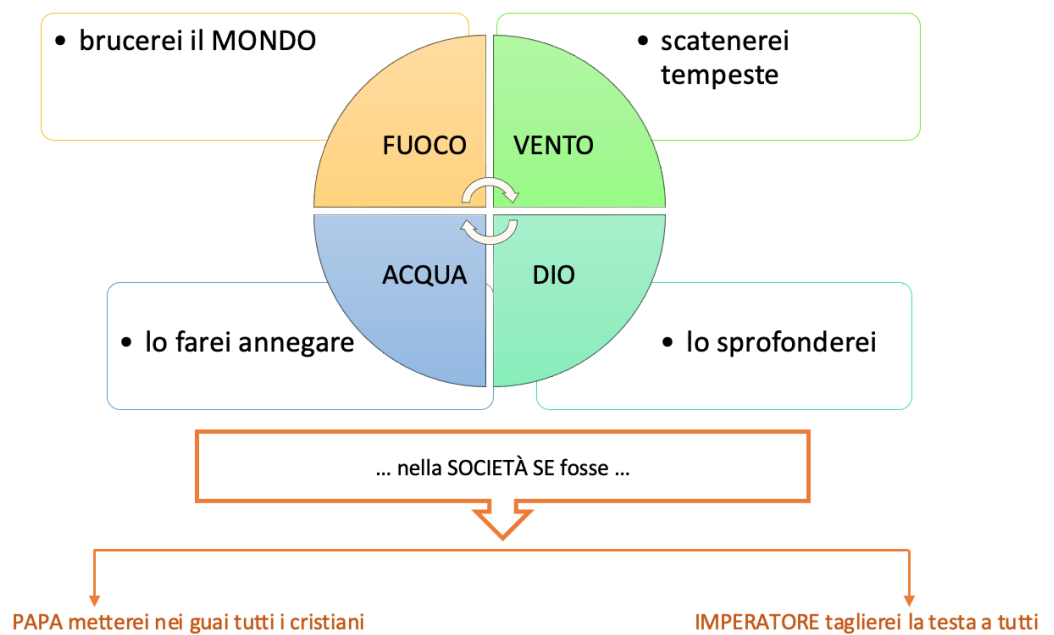 • brucerei il MONDO
• scatenerei
tempeste
FUOCO
VENTO
ACQUA
DIO
• lo farei annegare
• lo sprofonderei
... nella SOCIETÀ SE fosse ...
PAPA metterei nei guai tutti i cristiani
IMPERATORE taglierei la testa a tutti